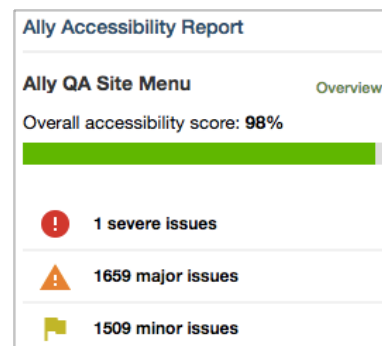 Ally Accessibility Report
Ally QA Site Menu
Overview
Overall accessibility score: 98%
1 severe issues
1659 major issues
1509 minor issues